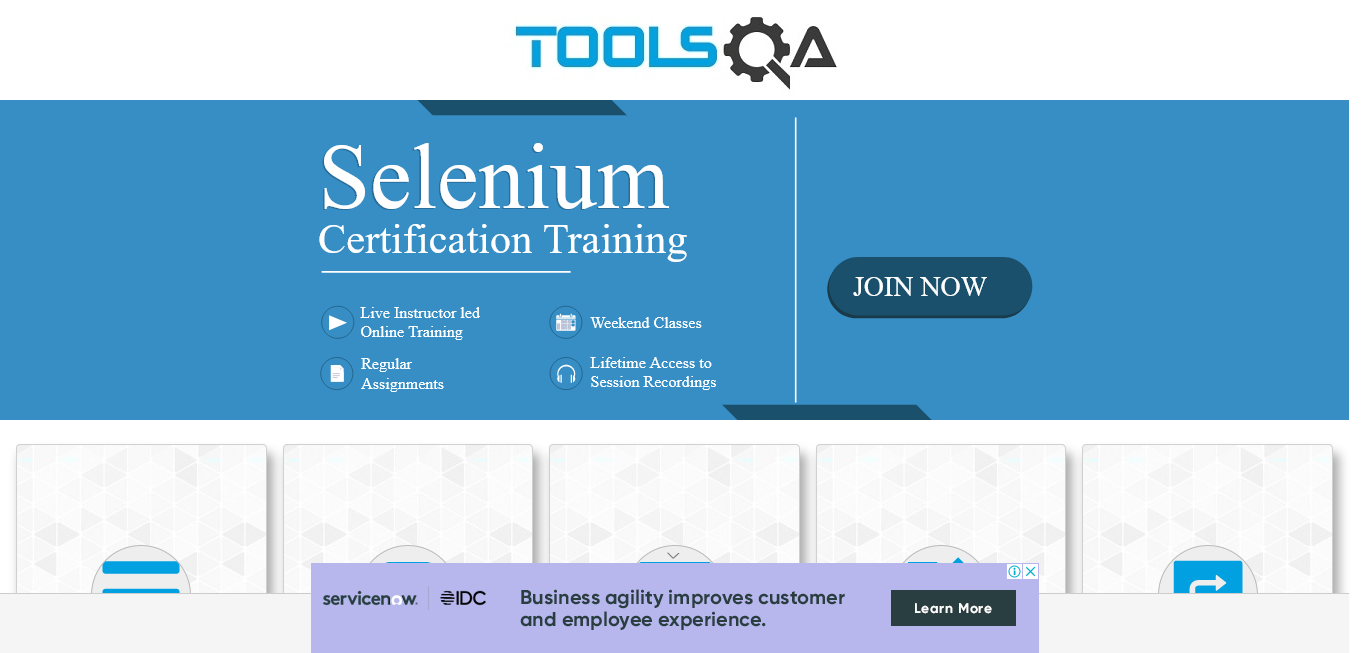 TOOLSQA
Selenium
Certification Training
Live Instructor led
Online Training
Weekend Classes
Regular
Assignments
Lifetime Access to
Session Recordings
JOIN NOW
servicenow.
IDC
Business agility improves customer
and employee experience.
Learn More